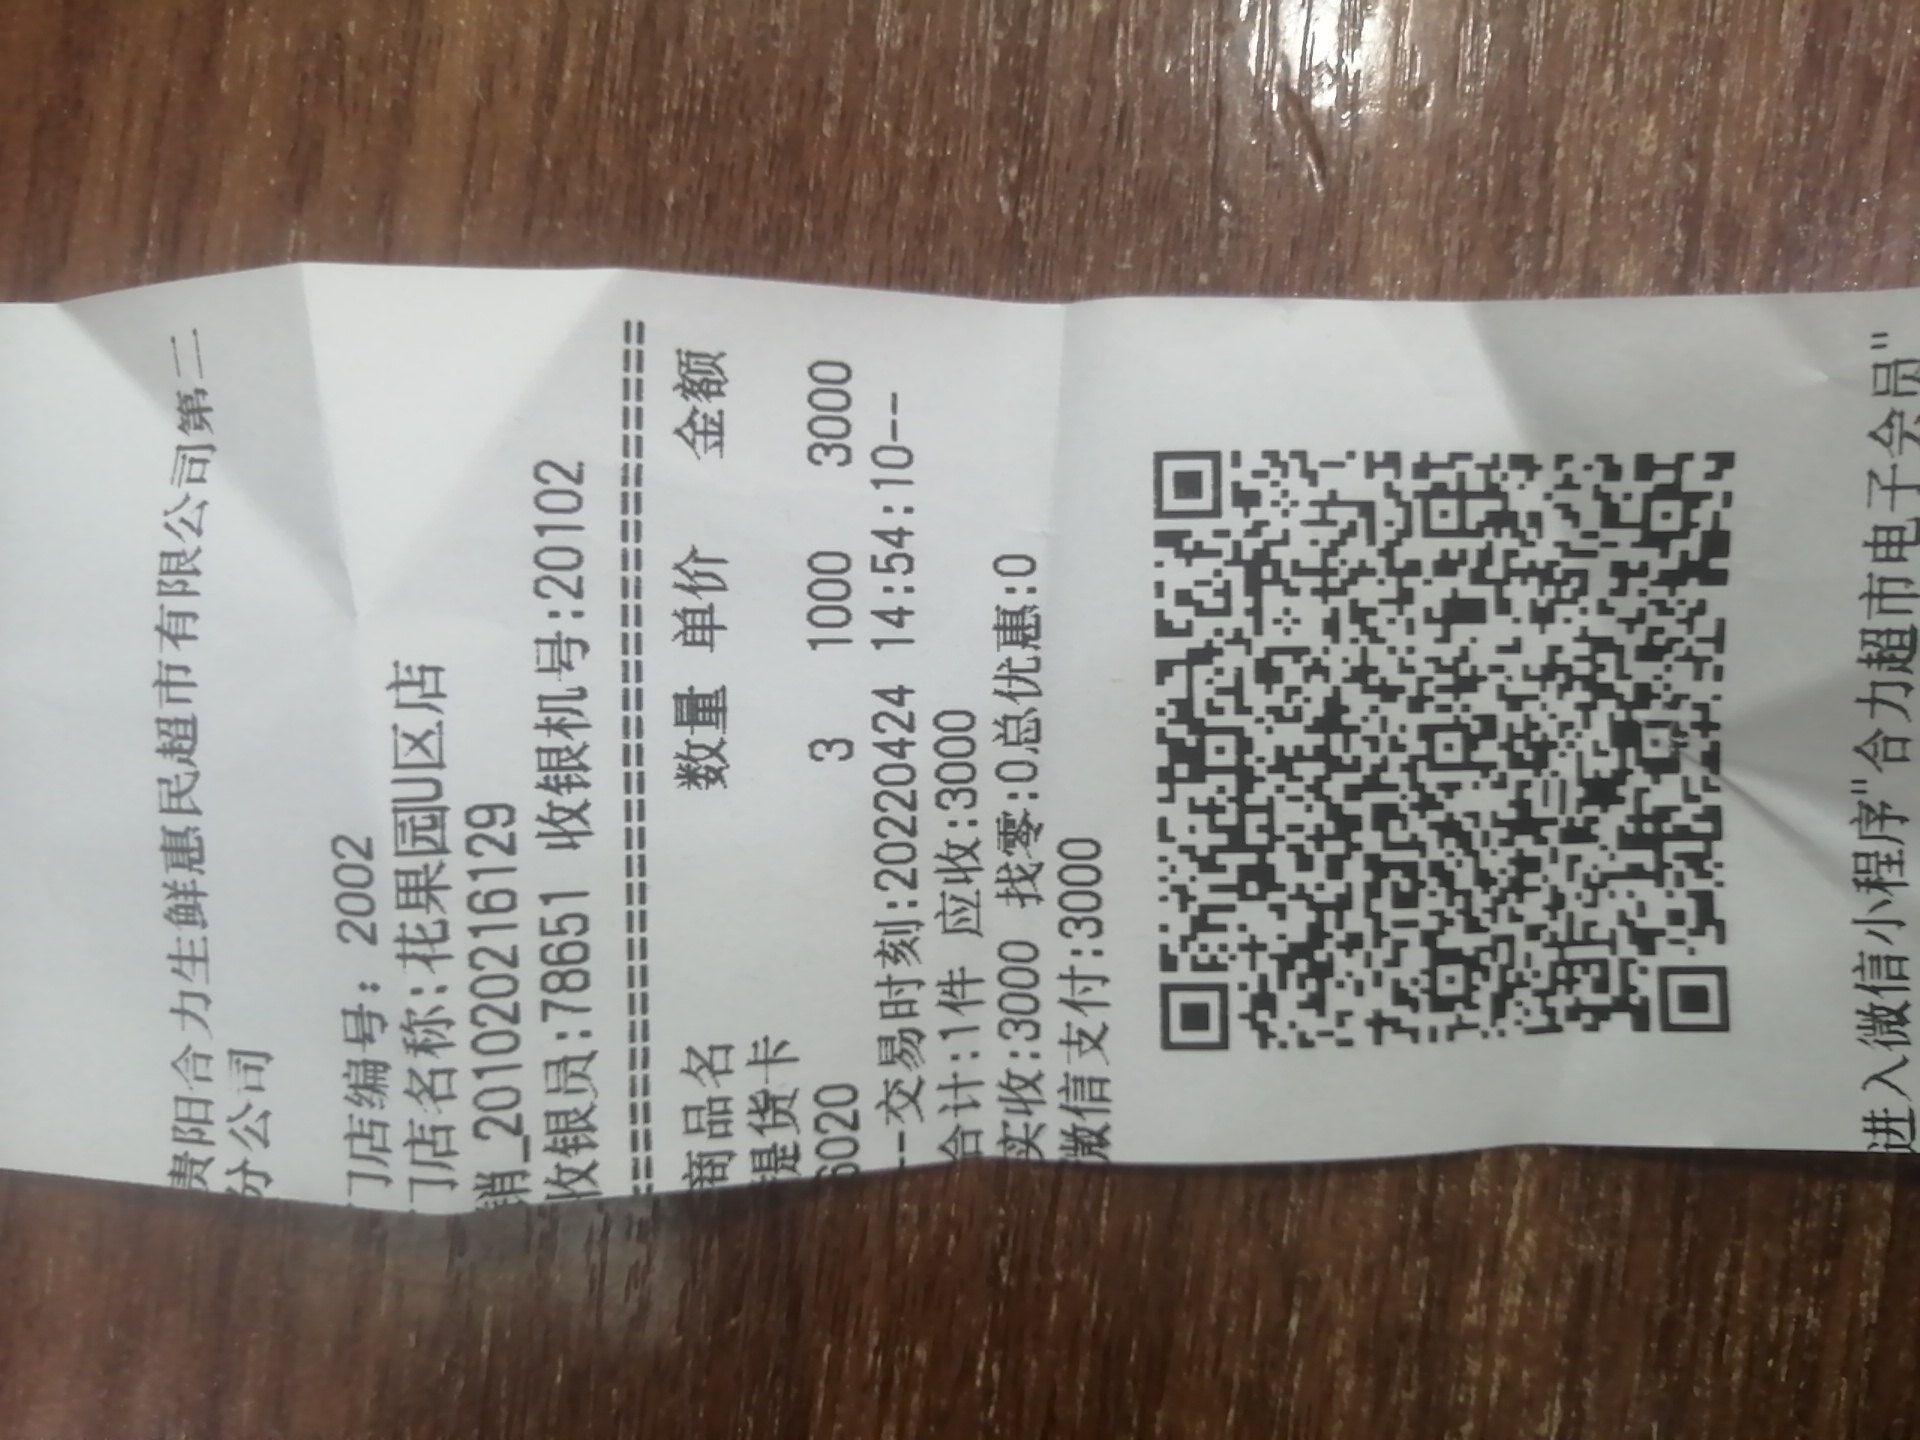 贵阳合力生鲜惠民超市有限公司第二
分公司
门店编号: 2002
门店名称:花果园U区店
销_2010202216129
收银员:78651 收银机号:20102
商品名 数量 单价 金额
提货卡
6020 3 1000 3000
--交易时刻:20220424 14:54:10--
合计:1件 应收:3000
实收:3000 找零:0总优惠:0
微信支付:3000
进入微信小程序"合力超市电子会员"